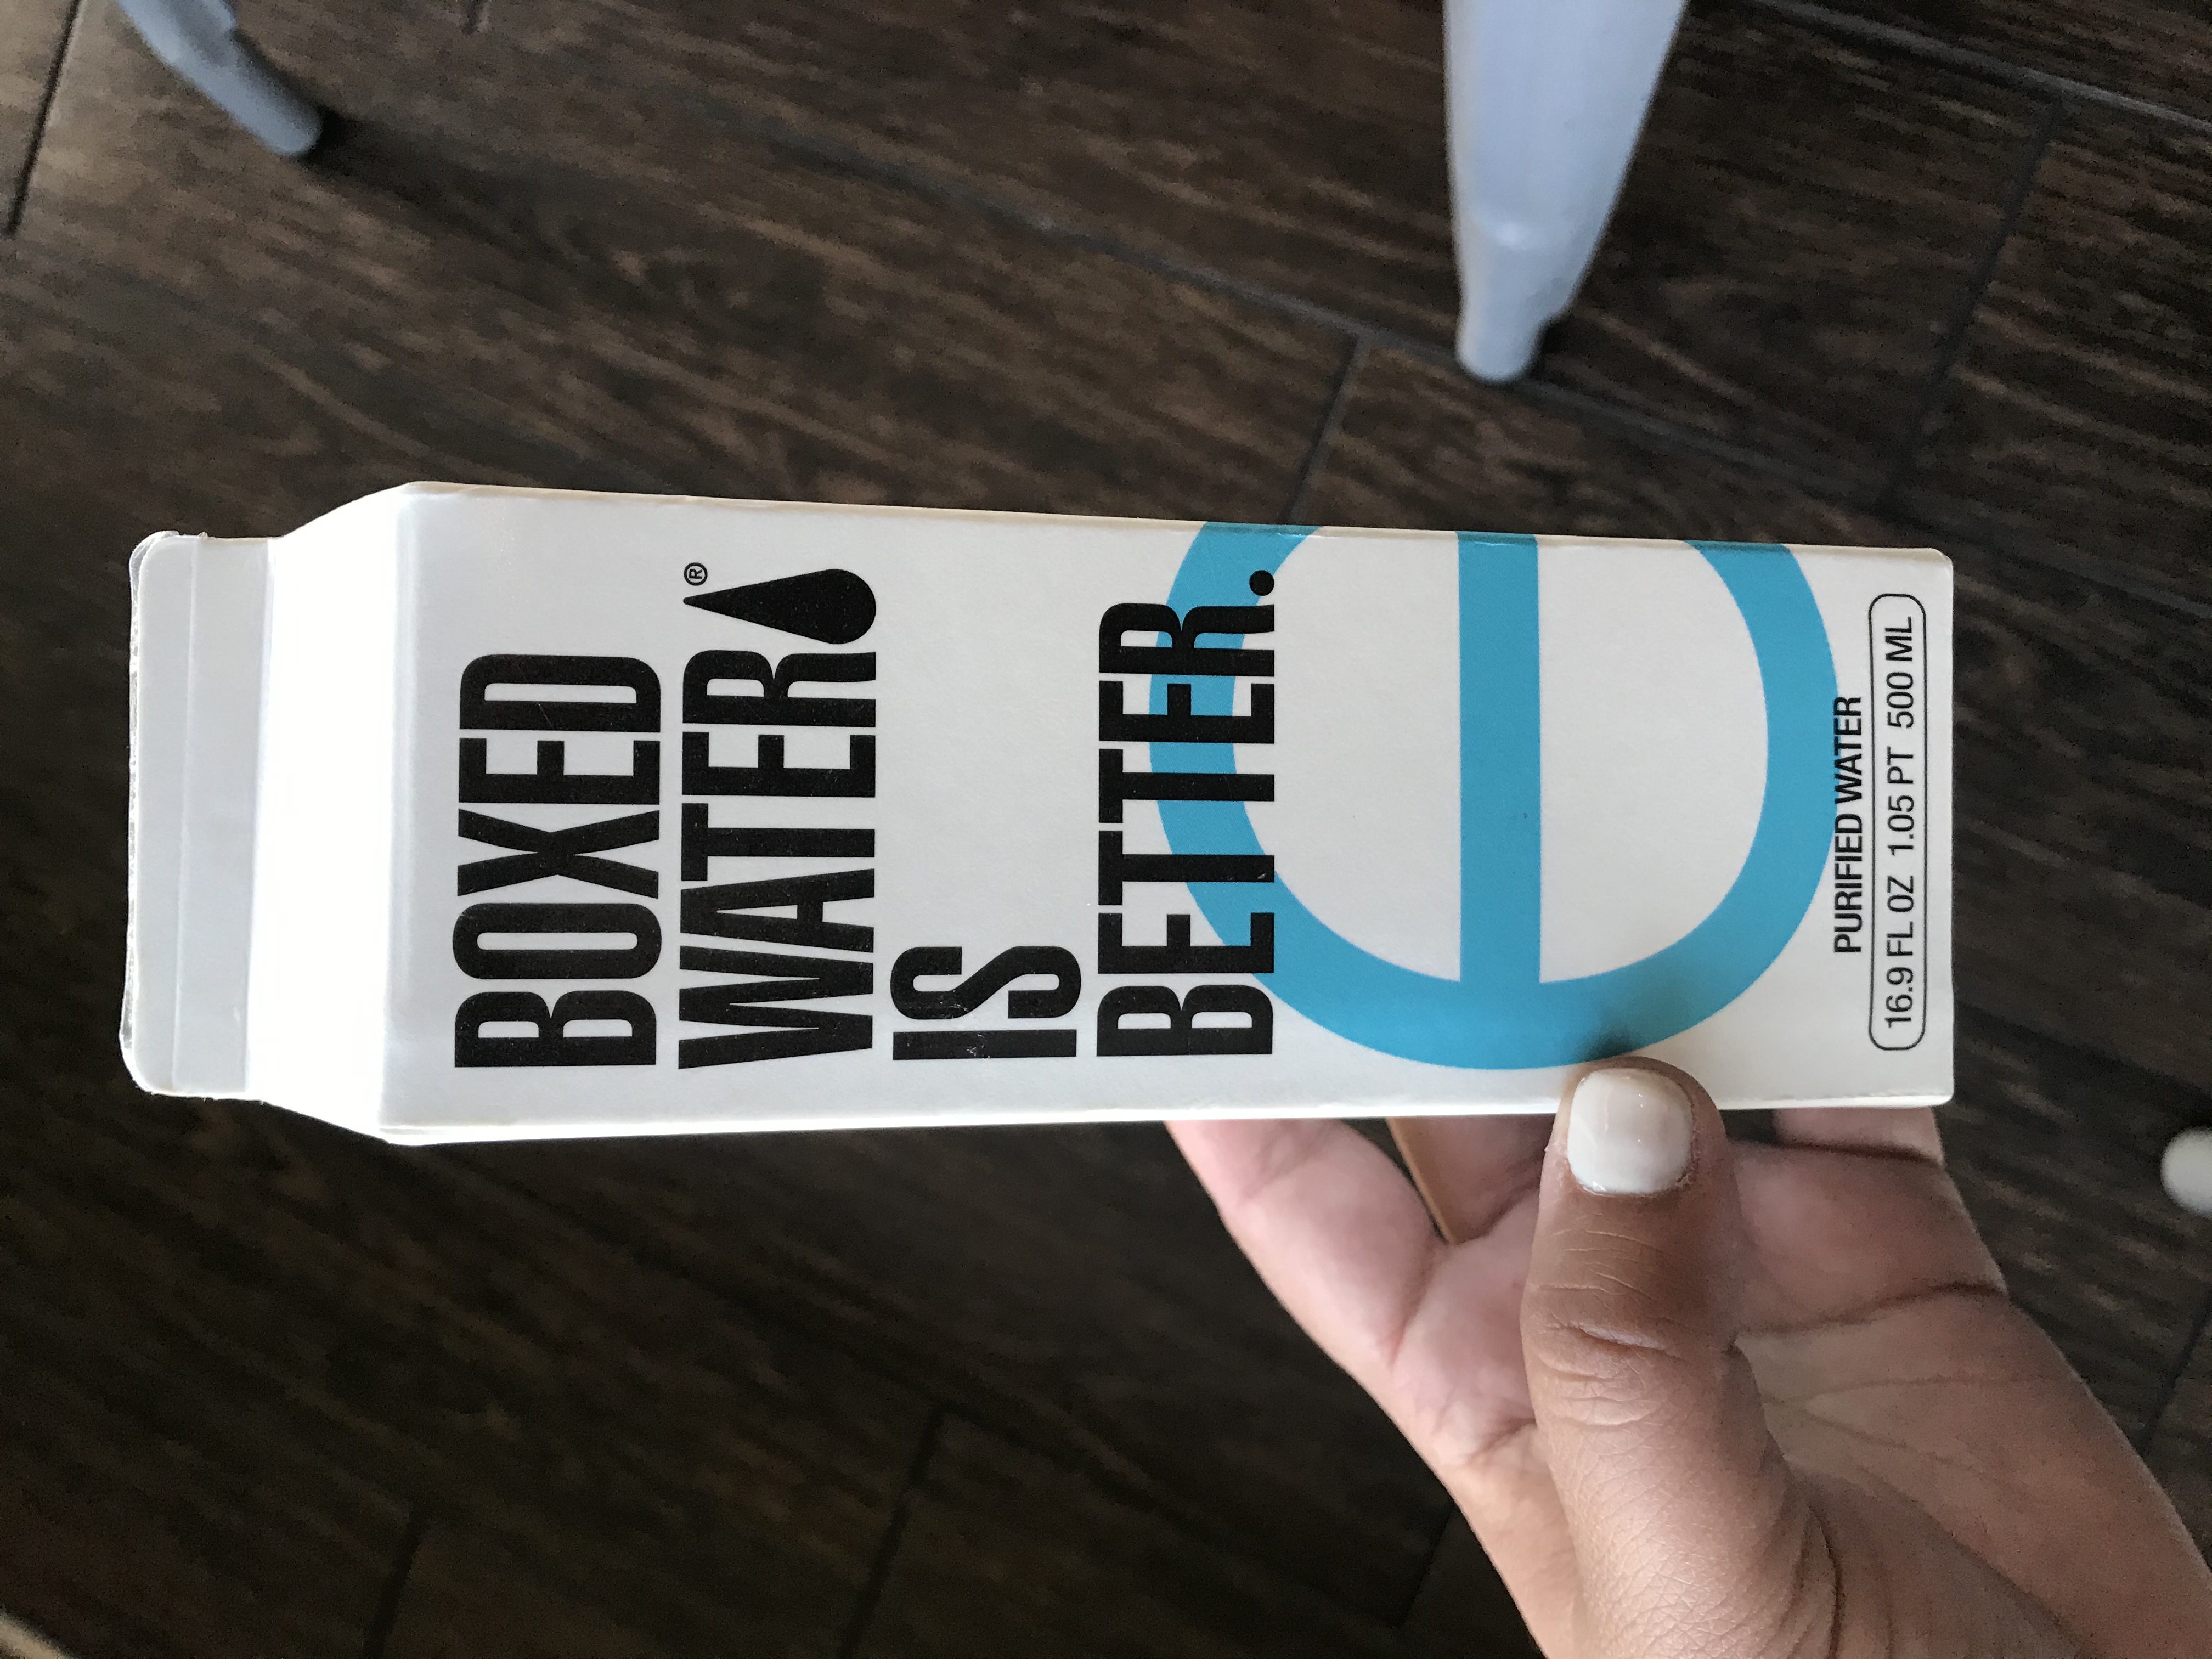 BOXED
WATER®
IS
BETTER.
PURIFIED WATER
16.9 FL OZ 1.05 PT 500 ML